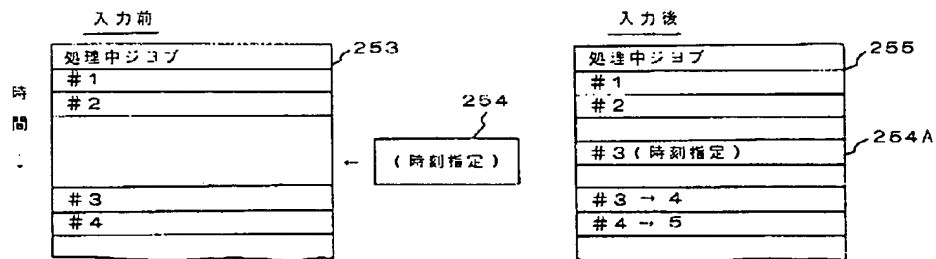 入力前
処理中ジョブ
#1
#2
#3
#4
253
時間
↓
254
←
(時刻指定)
入力後
処理中ジョブ
#1
#2
#3(時刻指定)
#3 → 4
#4 → 5
255
254A